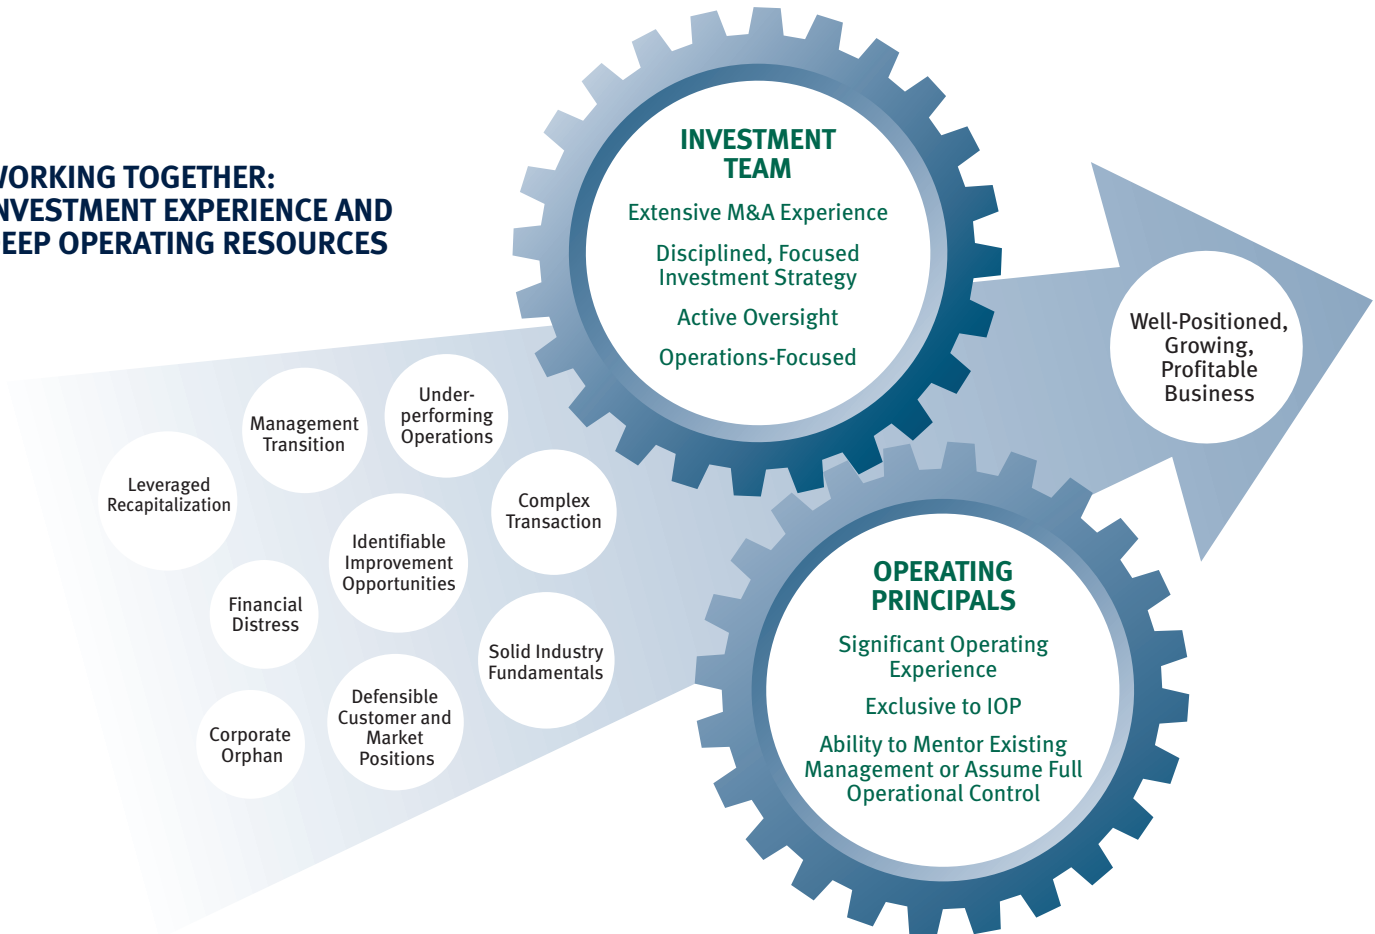 WORKING TOGETHER:
INVESTMENT EXPERIENCE AND
DEEP OPERATING RESOURCES
INVESTMENT
TEAM
Extensive M&A Experience
Disciplined, Focused
Investment Strategy
Active Oversight
Operations-Focused
Well-Positioned,
Growing,
Profitable
Business
Under-
performing
Operations
Management
Transition
Leveraged
Recapitalization
Complex
Transaction
Identifiable
Improvement
Opportunities
Financial
Distress
Solid Industry
Fundamentals
Defensible
Customer and
Market
Positions
Corporate
Orphan
OPERATING
PRINCIPALS
Significant Operating
Experience
Exclusive to IOP
Ability to Mentor Existing
Management or Assume Full
Operational Control